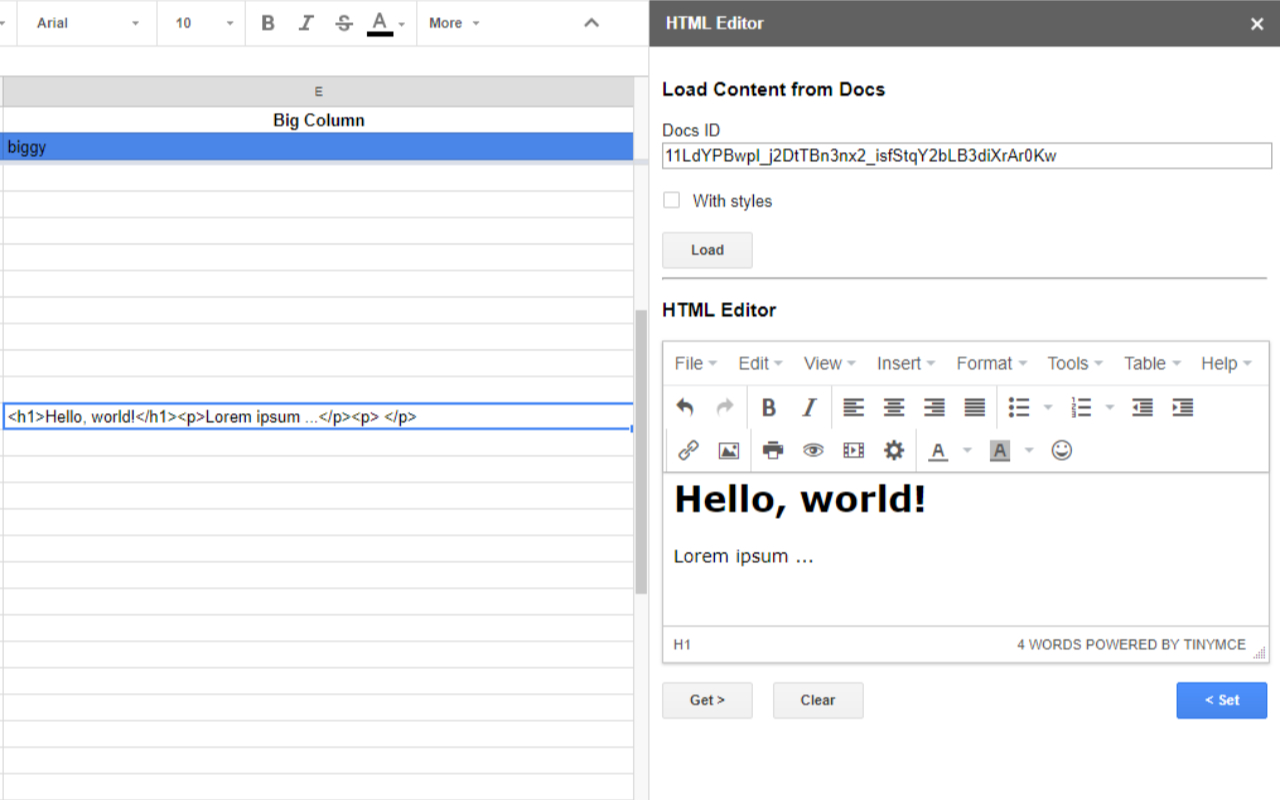 Arial 10 B I S A More
E
Big Column
biggy
<h1>Hello, world!</h1><p>Lorem ipsum ...</p><p> </p>
HTML Editor
Load Content from Docs
Docs ID
11LdYPBwpl_j2DtTBn3nx2_isfStqY2bLB3diXrAr0Kw
With styles
Load
HTML Editor
File Edit View Insert Format Tools Table Help
B I
A A
Hello, world!
Lorem ipsum ...
H1 4 WORDS POWERED BY TINYMCE
Get > Clear < Set